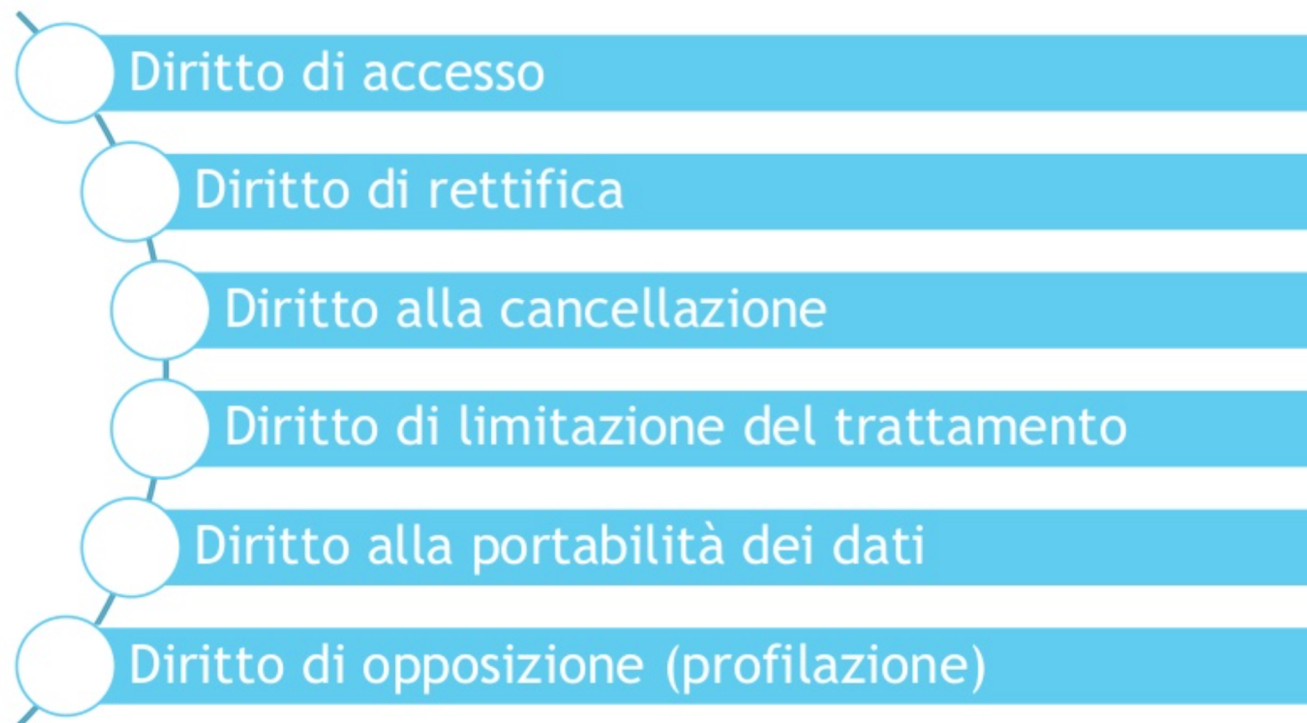 Diritto di accesso
Diritto di rettifica
Diritto alla cancellazione
Diritto di limitazione del trattamento
Diritto alla portabilità dei dati
Diritto di opposizione (profilazione)